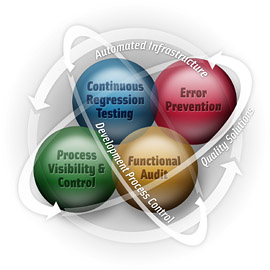 Automated Infrastructure
Continuous
Regression
Testing
Error
Prevention
Quality Solutions
Development Process Control
Process
Visibility &
Control
Functional
Audit